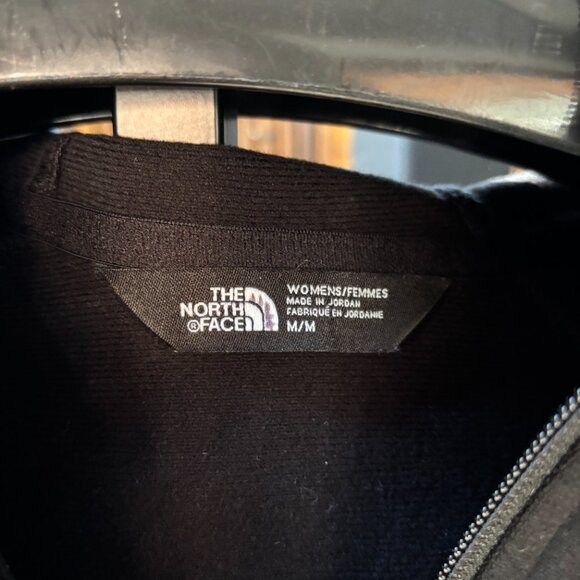 THE
NORTH
®FACE
WOMENS/FEMMES
MADE IN JORDAN
FABRIQUÉ EN JORDANIE
M/M